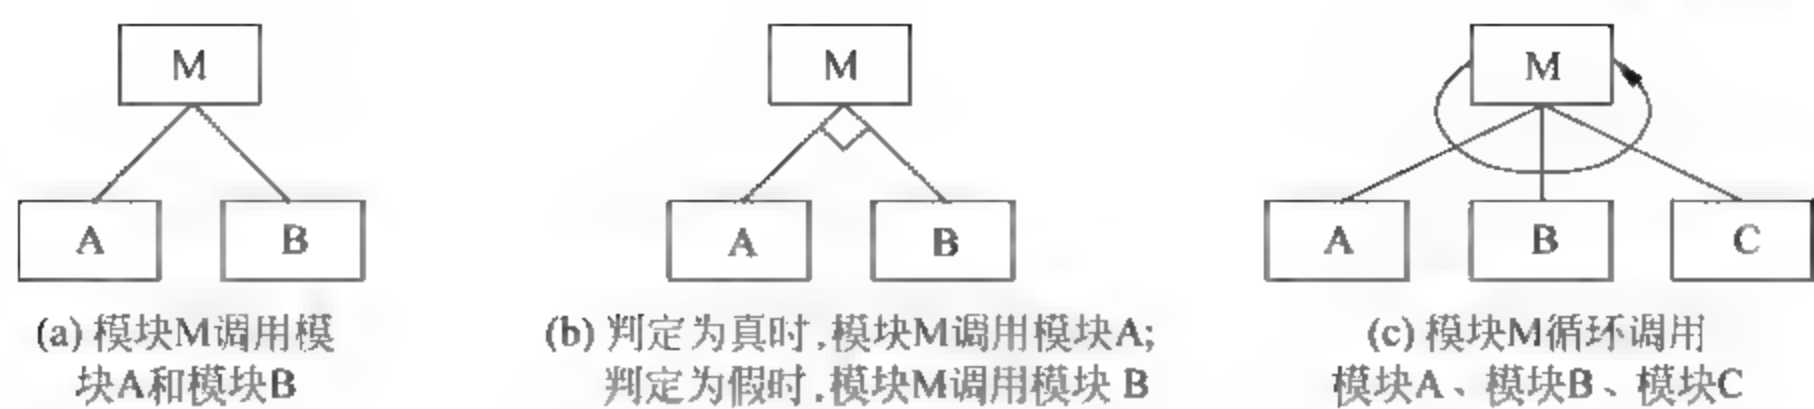 M
M
M
A
B
A
B
A
B
C
(a) 模块M调用模
块A和模块B
(b) 判定为真时,模块M调用模块A;
判定为假时,模块M调用模块 B
(c) 模块M循环调用
模块A、模块B、模块C